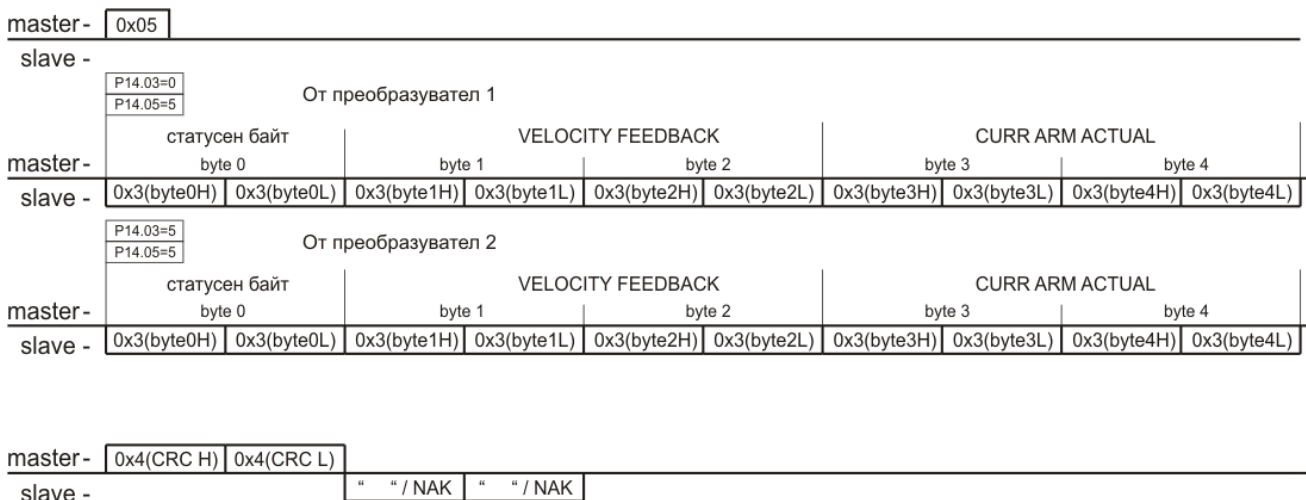 master - 0x05
slave -
P14.03=0
P14.05=5
От преобразувател 1
статусен байт VELOCITY FEEDBACK CURR ARM ACTUAL
master - byte 0 byte 1 byte 2 byte 3 byte 4
slave - 0x3(byte0H) 0x3(byte0L) 0x3(byte1H) 0x3(byte1L) 0x3(byte2H) 0x3(byte2L) 0x3(byte3H) 0x3(byte3L) 0x3(byte4H) 0x3(byte4L)
P14.03=5
P14.05=5
От преобразувател 2
статусен байт VELOCITY FEEDBACK CURR ARM ACTUAL
master - byte 0 byte 1 byte 2 byte 3 byte 4
slave - 0x3(byte0H) 0x3(byte0L) 0x3(byte1H) 0x3(byte1L) 0x3(byte2H) 0x3(byte2L) 0x3(byte3H) 0x3(byte3L) 0x3(byte4H) 0x3(byte4L)
master - 0x4(CRC H) 0x4(CRC L)
slave - “ “ / NAK “ “ / NAK